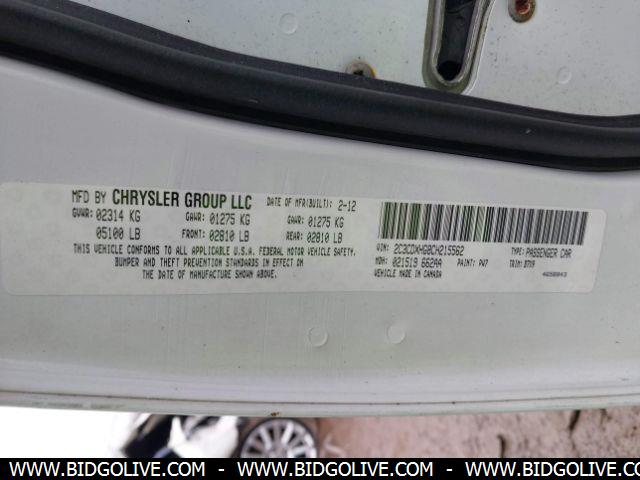 MFD BY CHRYSLER GROUP LLC DATE OF MFR(BUILT): 2-12
GVWR: 02314 KG GAWR: 01275 KG GAWR: 01275 KG
05100 LB FRONT: 02810 LB REAR: 02810 LB
THIS VEHICLE CONFORMS TO ALL APPLICABLE U.S.A. FEDERAL MOTOR VEHICLE SAFETY,
BUMPER AND THEFT PREVENTION STANDARDS IN EFFECT ON
THE DATE OF MANUFACTURE SHOWN ABOVE.
VIN: 2C3CDXHG8CH215562 TYPE: PASSENGER CAR
MDH: 021519 662AA PAINT: PW7 TRIM:
VEHICLE MADE IN CANADA
WWW.BIDGOLIVE.COM - WWW.BIDGOLIVE.COM - WWW.BIDGOLIVE.COM